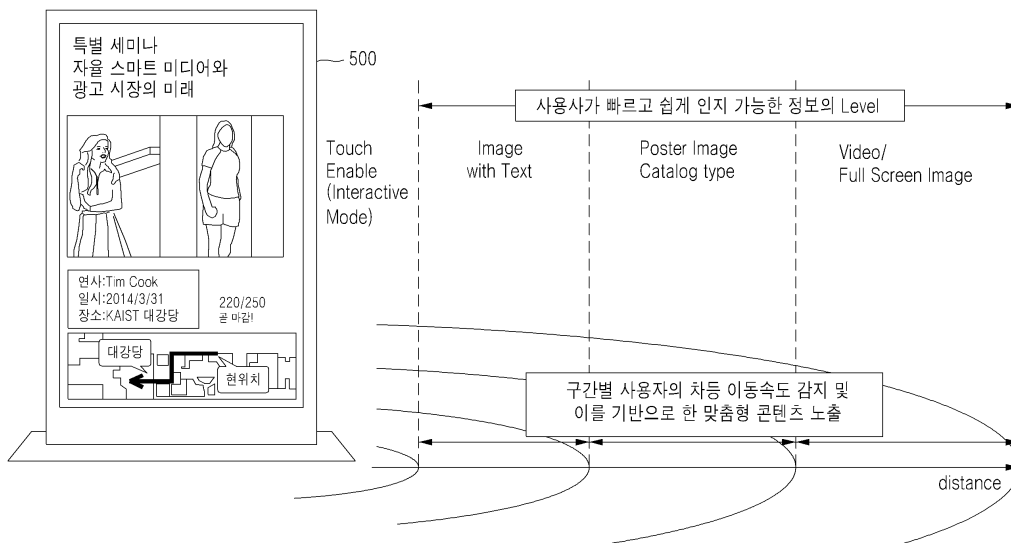 특별 세미나
자율 스마트 미디어와
광고 시장의 미래
500
연사:Tim Cook
일시:2014/3/31
장소:KAIST 대강당
220/250
곧 마감!
대강당
현위치
사용사가 빠르고 쉽게 인지 가능한 정보의 Level
Touch
Enable
(Interactive
Mode)
Image
with Text
Poster Image
Catalog type
Video/
Full Screen Image
구간별 사용자의 차등 이동속도 감지 및
이를 기반으로 한 맞춤형 콘텐츠 노출
distance